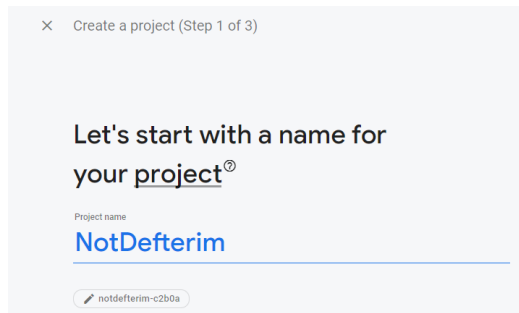 Create a project (Step 1 of 3)
Let's start with a name for
your project
Project name
NotDefterim
notdefterim-c2b0a